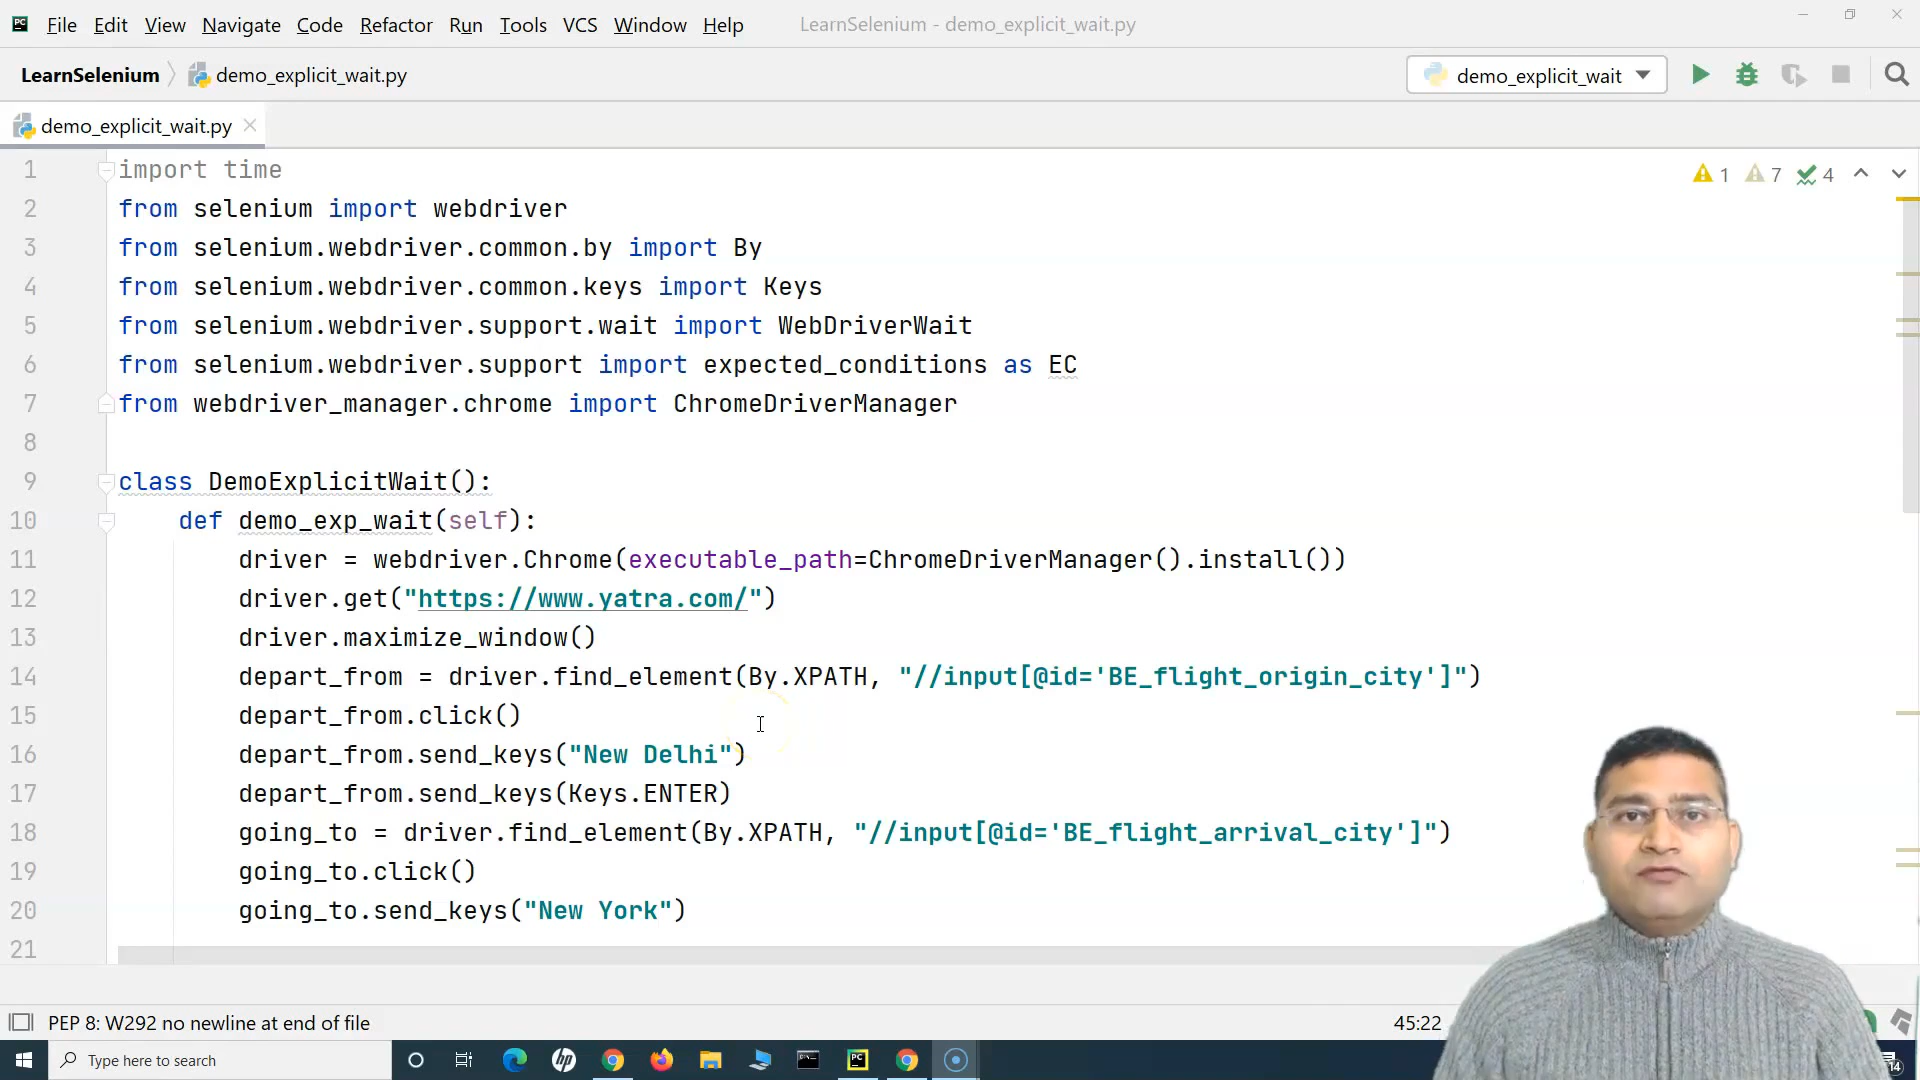 File Edit View Navigate Code Refactor Run Tools VCS Window Help LearnSelenium - demo_explicit_wait.py
LearnSelenium demo_explicit_wait.py demo_explicit_wait
demo_explicit_wait.py
1 import time
1 7 4
2 from selenium import webdriver
3 from selenium.webdriver.common.by import By
4 from selenium.webdriver.common.keys import Keys
5 from selenium.webdriver.support.wait import WebDriverWait
6 from selenium.webdriver.support import expected_conditions as EC
7 from webdriver_manager.chrome import ChromeDriverManager
8
9 class DemoExplicitWait():
10 def demo_exp_wait(self):
11 driver = webdriver.Chrome(executable_path=ChromeDriverManager().install())
12 driver.get("https://www.yatra.com/")
13 driver.maximize_window()
14 depart_from = driver.find_element(By.XPATH, "//input[@id='BE_flight_origin_city']")
15 depart_from.click()
16 depart_from.send_keys("New Delhi")
17 depart_from.send_keys(Keys.ENTER)
18 going_to = driver.find_element(By.XPATH, "//input[@id='BE_flight_arrival_city']")
19 going_to.click()
20 going_to.send_keys("New York")
21
PEP 8: W292 no newline at end of file 45:22
Type here to search hp PC 14